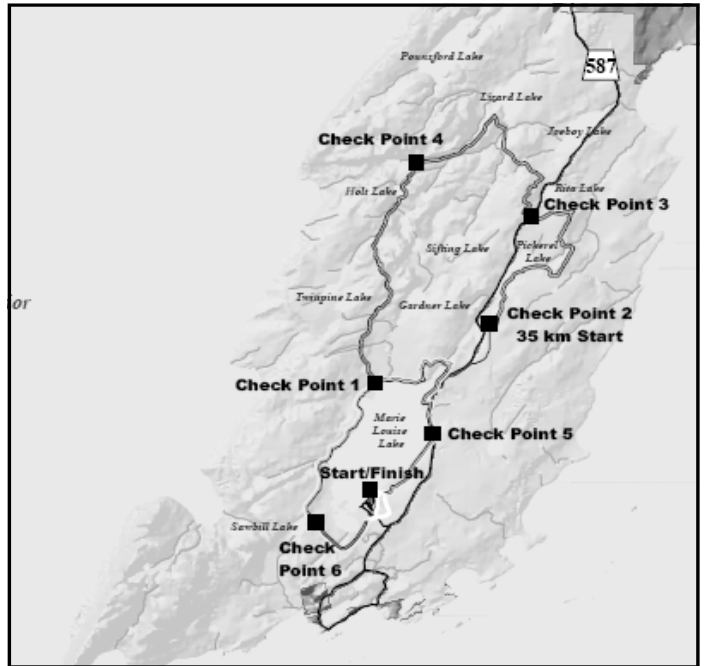 587
Pounsford Lake
Lizard Lake
Check Point 4
Joeboy Lake
Holt Lake
Rita Lake
Check Point 3
Sifting Lake
Pickerel
Lake
ior
Twinpine Lake
Gardner Lake
Check Point 2
35 km Start
Check Point 1
Marie
Louise
Lake
Check Point 5
Start/Finish
Sawbill Lake
Check
Point 6